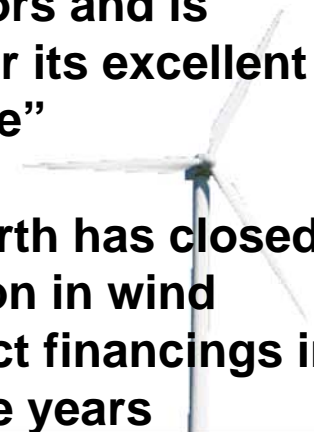 ors and is
r its excellent
e”
rth has closed
on in wind
ct financings in
e years